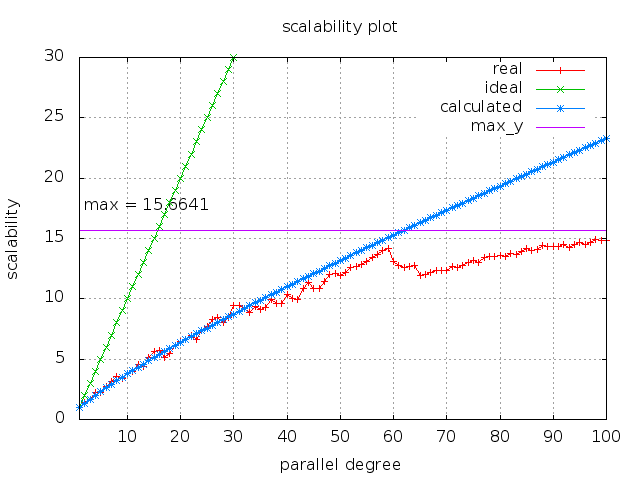 scalability plot
30
25
20
15
10
5
0
scalability
real
ideal
calculated
max_y
max = 15.6641
10 20 30 40 50 60 70 80 90 100
parallel degree